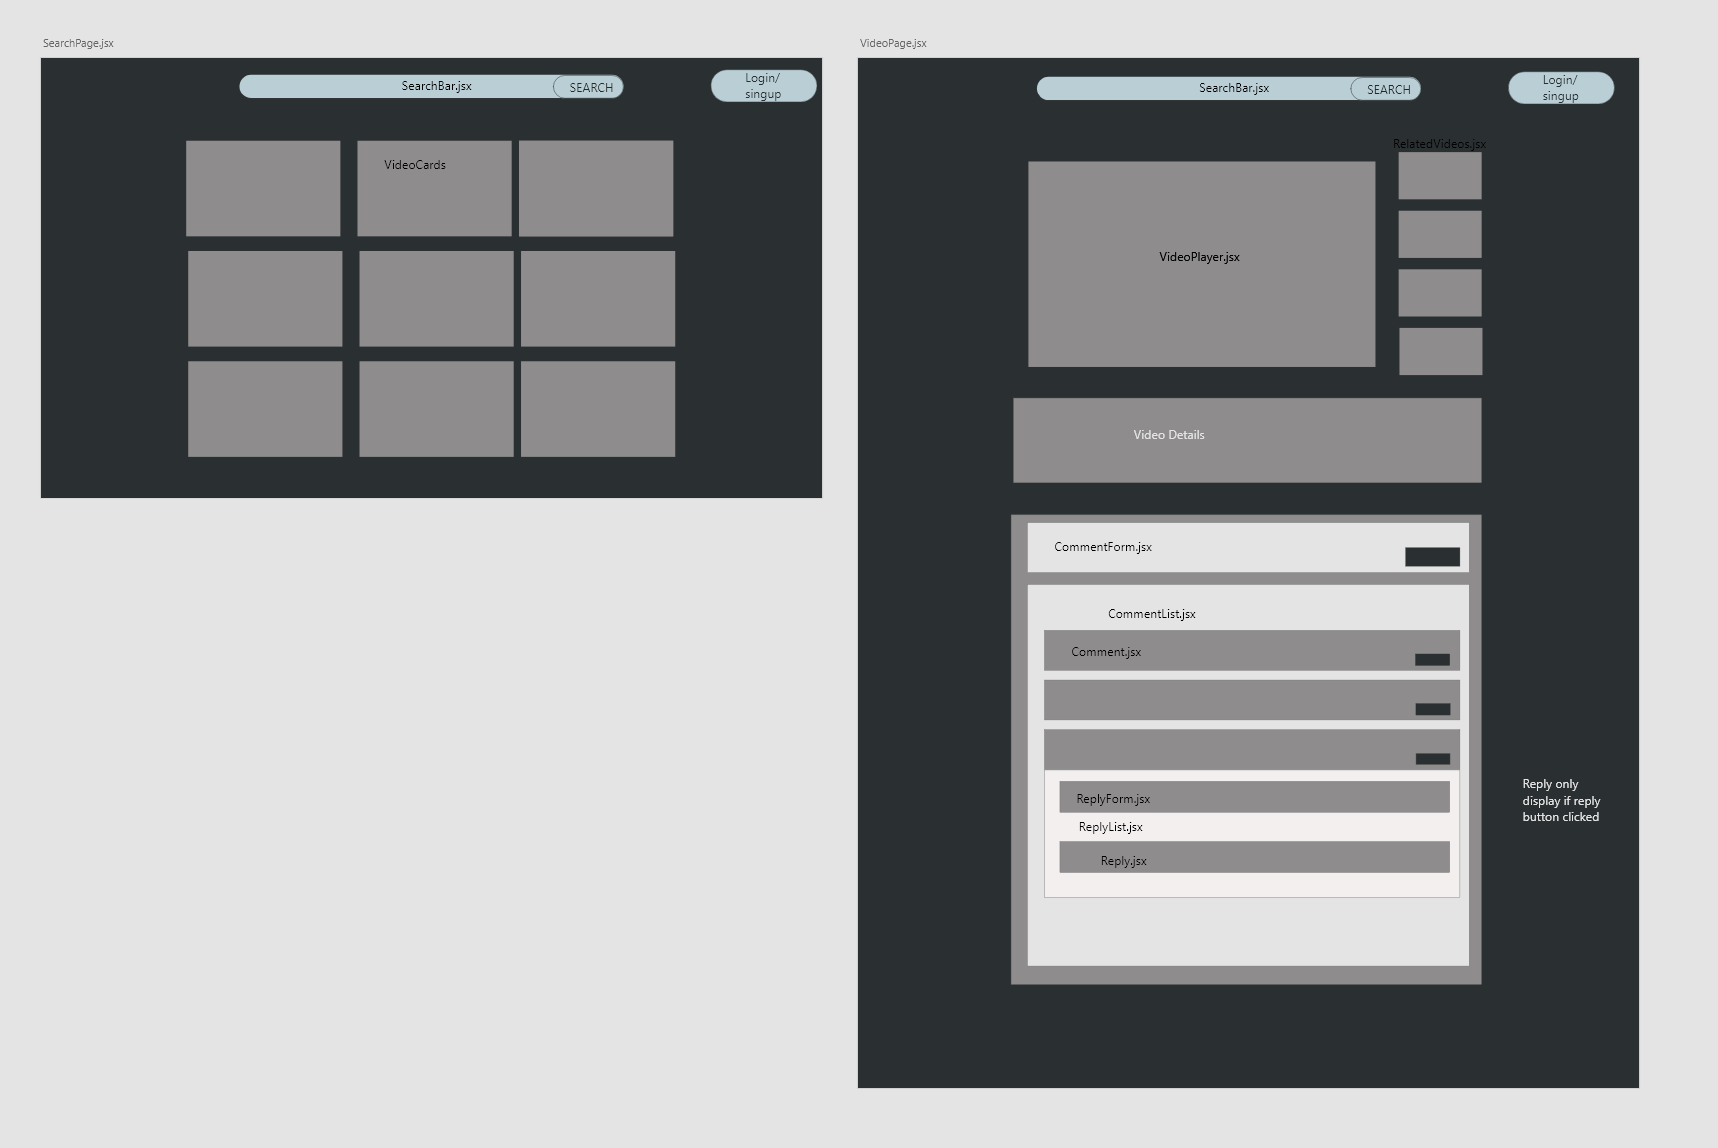 SearchPage.jsx
SearchBar.jsx
SEARCH
Login/
singup
VideoCards
VideoPage.jsx
SearchBar.jsx
SEARCH
Login/
singup
RelatedVideos.jsx
VideoPlayer.jsx
Video Details
CommentForm.jsx
CommentList.jsx
Comment.jsx
ReplyForm.jsx
ReplyList.jsx
Reply.jsx
Reply only
display if reply
button clicked